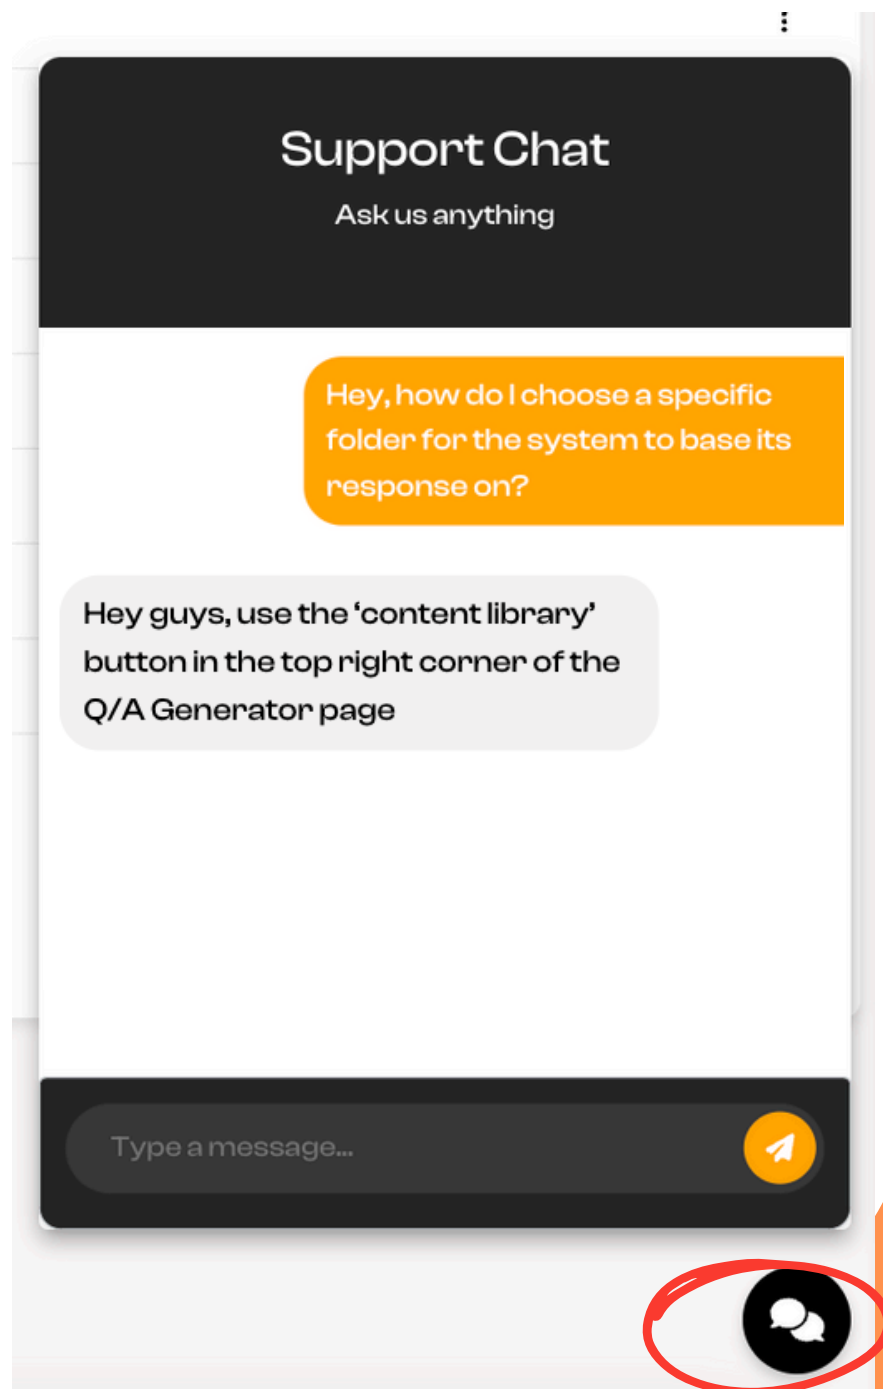 Support Chat
Ask us anything
Hey, how do I choose a specific
folder for the system to base its
response on?
Hey guys, use the ‘content library’
button in the top right corner of the
Q/A Generator page
Type a message...